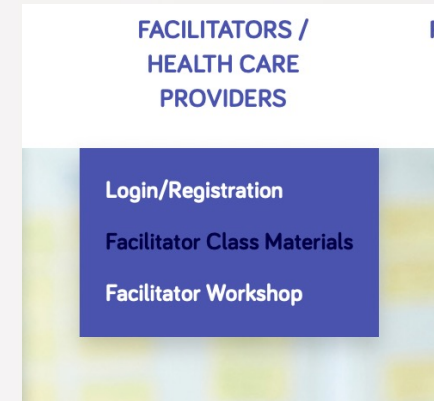 FACILITATORS /
HEALTH CARE
PROVIDERS
Login/Registration
Facilitator Class Materials
Facilitator Workshop